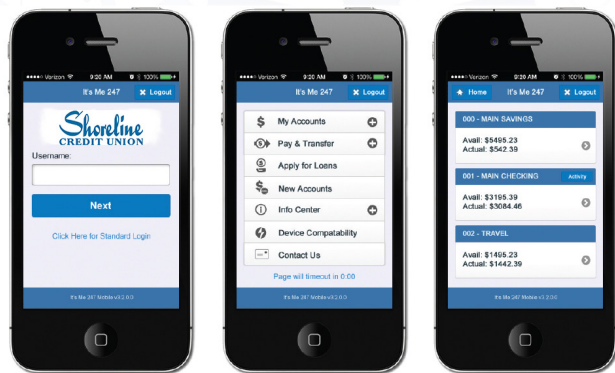 Verizon 9:20 AM 100%
It's Me 247 Logout
Shoreline
CREDIT UNION
Username:
Next
Click Here for Standard Login
It's Me 247 Mobile v3.2.0.0
Verizon 9:20 AM 100%
It's Me 247 Logout
My Accounts
Pay & Transfer
Apply for Loans
New Accounts
Info Center
Device Compatability
Contact Us
Page will timeout in 0:00
It's Me 247 Mobile v3.2.0.0
Verizon 9:20 AM 100%
Home It's Me 247 Logout
000 - MAIN SAVINGS
Avail: $5495.23
Actual: $542.39
001 - MAIN CHECKING Activity
Avail: $3195.39
Actual: $3084.46
002 - TRAVEL
Avail: $1495.23
Actual: $1442.39
It's Me 247 Mobile v3.2.0.0